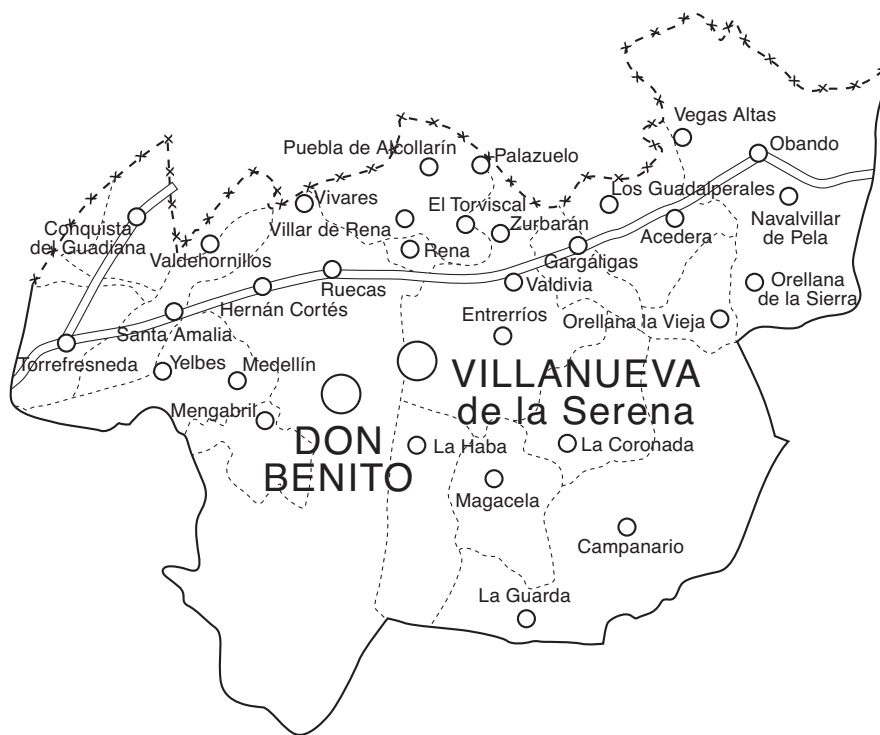 Vegas Altas
Obando
Puebla de Alcollarín
Palazuelo
Vivares
Los Guadalperales
Conquista
del Guadiana
Villar de Rena
El Torviscal
Zurbarán
Acedera
Navalvillar
de Pela
Valdehornillos
Rena
Gargáligas
Ruecas
Valdivia
Orellana
de la Sierra
Hernán Cortés
Santa Amalia
Entrerríos
Orellana la Vieja
Torrefresneda
Yelbes
Medellín
VILLANUEVA
de la Serena
Mengabril
DON
BENITO
La Haba
La Coronada
Magacela
Campanario
La Guarda